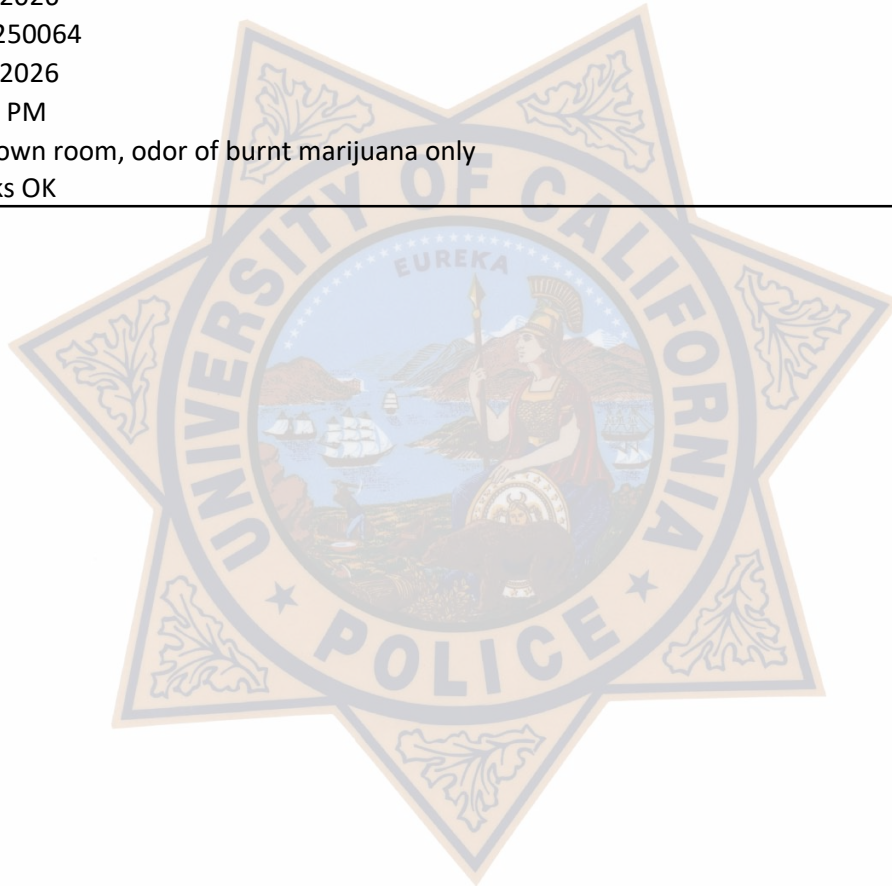 2026
250064
2026
PM
own room, odor of burnt marijuana only
ks OK
UNIVERSITY OF CALIFORNIA
EUREKA
POLICE